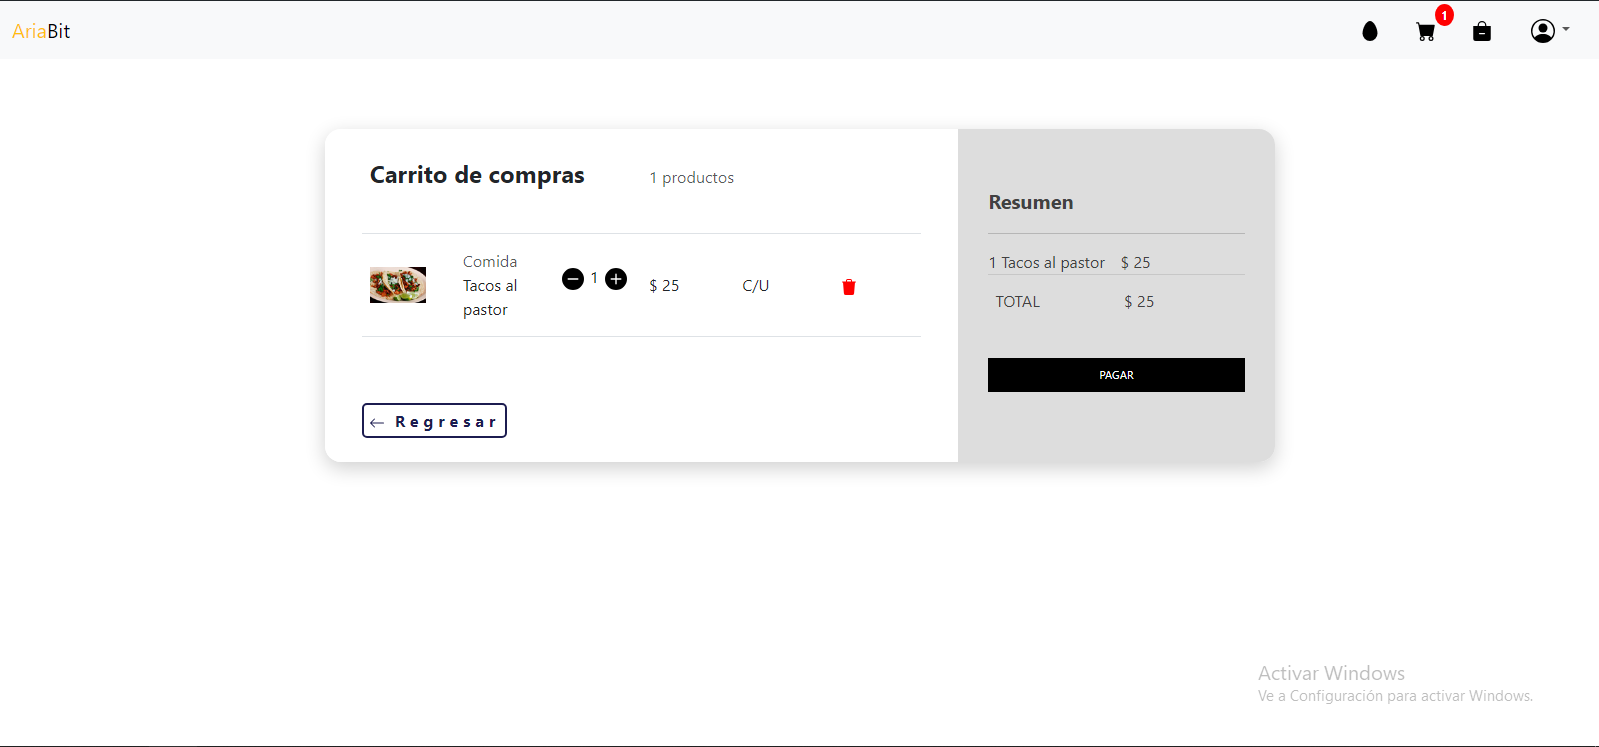 AriaBit
1
Carrito de compras
1 productos
Comida
Tacos al
pastor
1
$ 25
C/U
← Regresar
Resumen
1 Tacos al pastor $ 25
TOTAL $ 25
PAGAR
Activar Windows
Ve a Configuración para activar Windows.